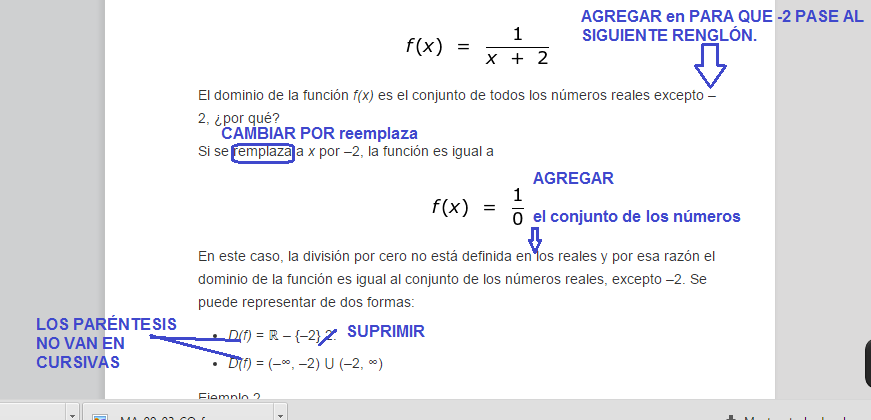 AGREGAR en PARA QUE -2 PASE AL
SIGUIENTE RENGLÓN.
f(x) = 1/(x + 2)
El dominio de la función f(x) es el conjunto de todos los números reales excepto –
2, ¿por qué?
CAMBIAR POR reemplaza
Si se remplaza a x por –2, la función es igual a
AGREGAR
f(x) = 1/0
el conjunto de los números
En este caso, la división por cero no está definida en los reales y por esa razón el
dominio de la función es igual al conjunto de los números reales, excepto –2. Se
puede representar de dos formas:
LOS PARÉNTESIS
NO VAN EN
CURSIVAS
• D(f) = ℝ – {–2} 2.
SUPRIMIR
• D(f) = (–∞, –2) U (–2, ∞)
Ejemplo 2